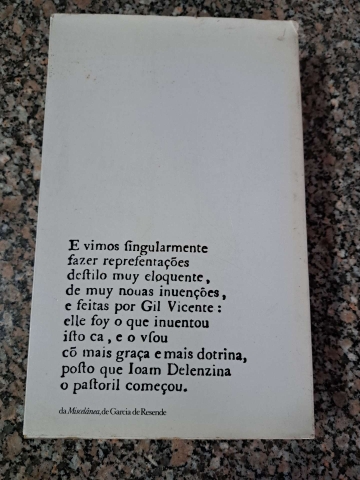 E vimos ſingularmente
fazer repreſentações
deſtilo muy eloquente,
de muy nouas inuenções,
e feitas por Gil Vicente:
elle foy o que inuentou
iſto ca, e o vſou
cõ mais graça e mais dotrina,
poſto que Ioam Delenzina
o paſtoril começou.
da Miscelânea, de Garcia de Resende